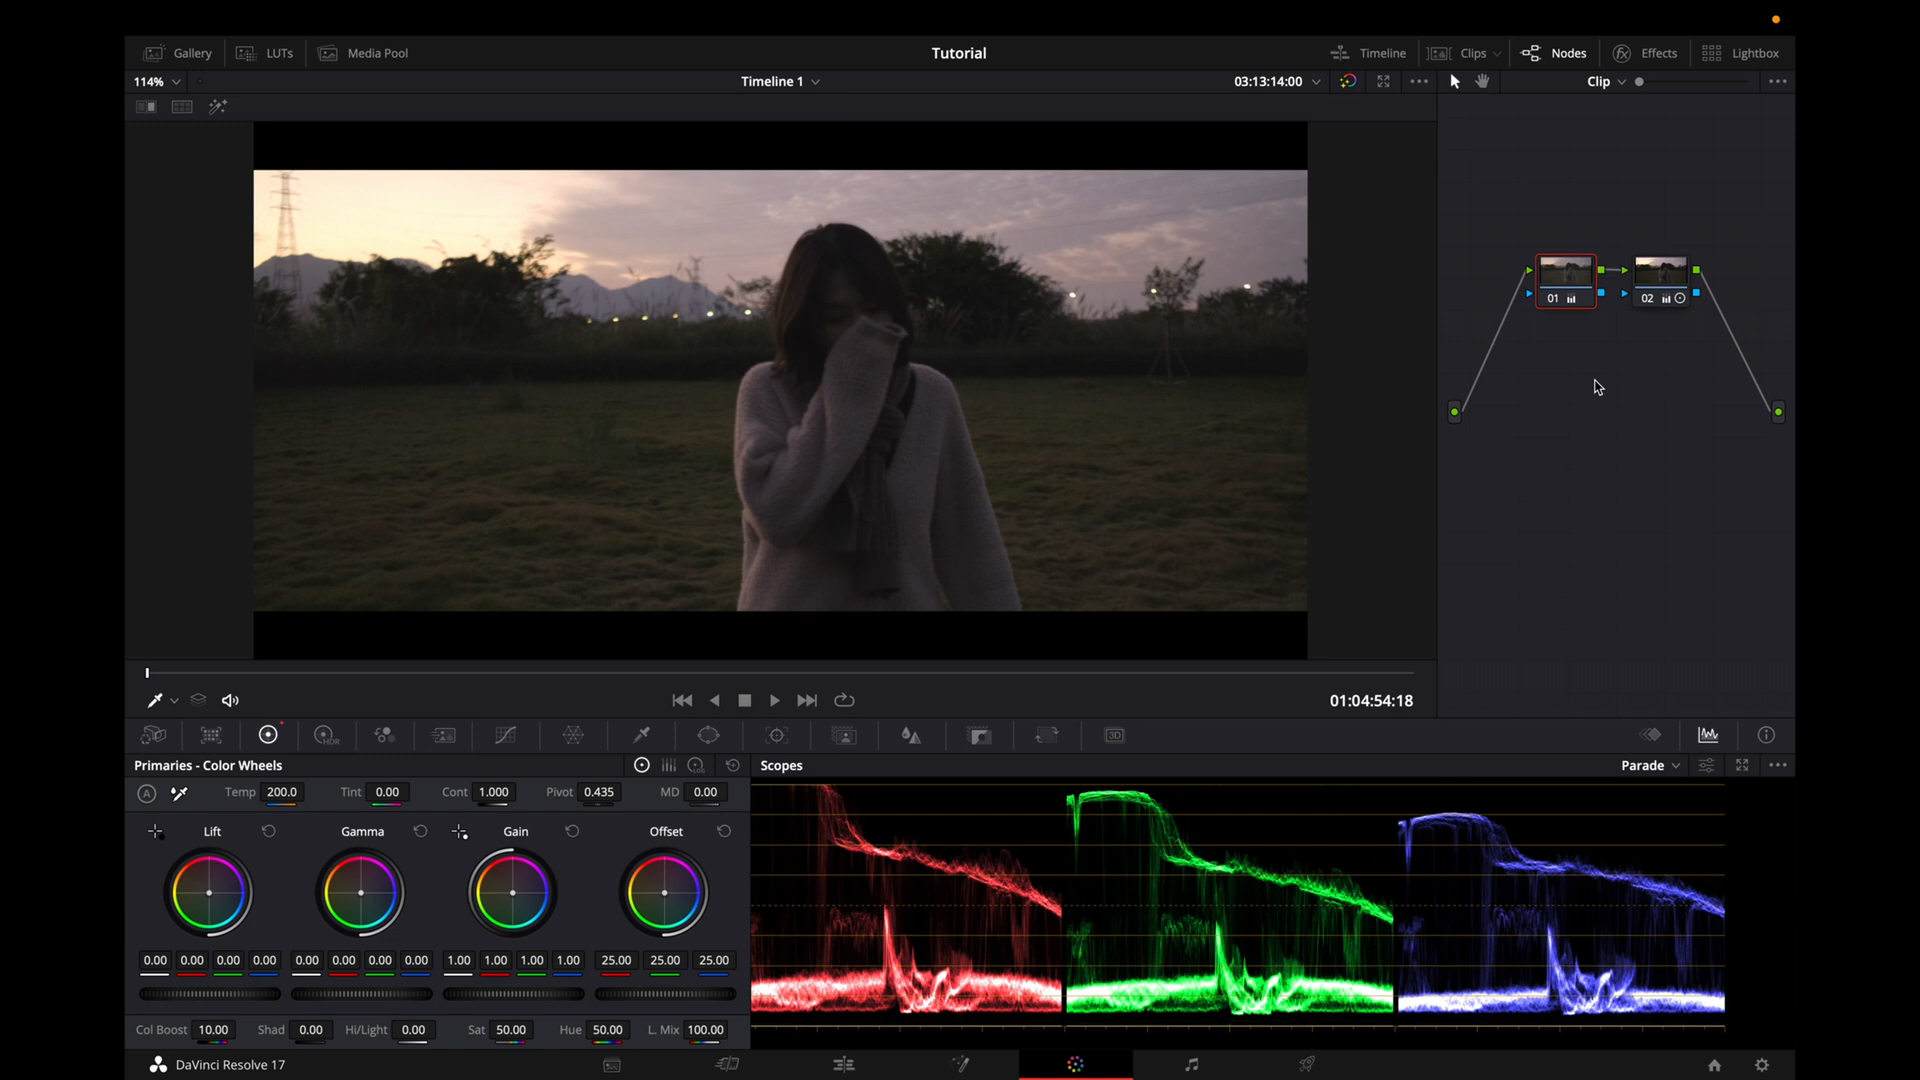 Gallery LUTs Media Pool Tutorial Timeline Clips Nodes Effects Lightbox
114% Timeline 1 03:13:14:00 Clip
01 02
01:04:54:18
HDR 3D
Primaries - Color Wheels Scopes Parade
A Temp 200.0 Tint 0.00 Cont 1.000 Pivot 0.435 MD 0.00
Lift Gamma Gain Offset
0.00 0.00 0.00 0.00 0.00 0.00 0.00 0.00 1.00 1.00 1.00 1.00 25.00 25.00 25.00
Col Boost 10.00 Shad 0.00 Hi/Light 0.00 Sat 50.00 Hue 50.00 L. Mix 100.00
DaVinci Resolve 17